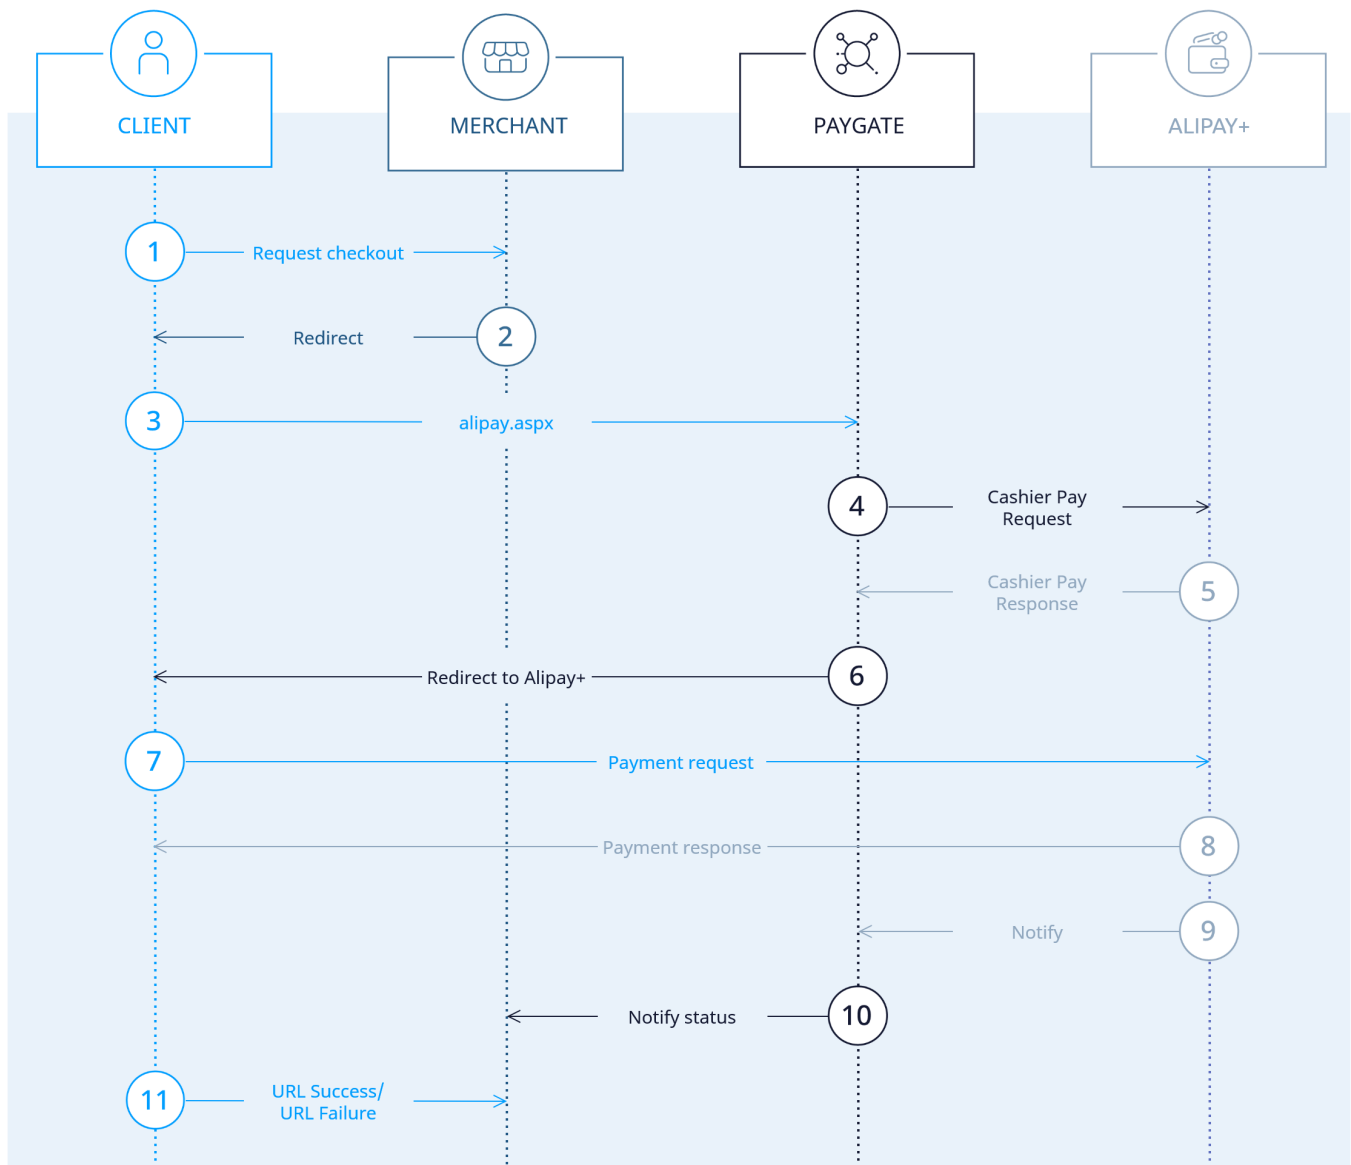 CLIENT
MERCHANT
PAYGATE
ALIPAY+
1
Request checkout
Redirect
2
3
alipay.aspx
4
Cashier Pay
Request
Cashier Pay
Response
5
Redirect to Alipay+
6
7
Payment request
Payment response
8
Notify
9
Notify status
10
11
URL Success/
URL Failure